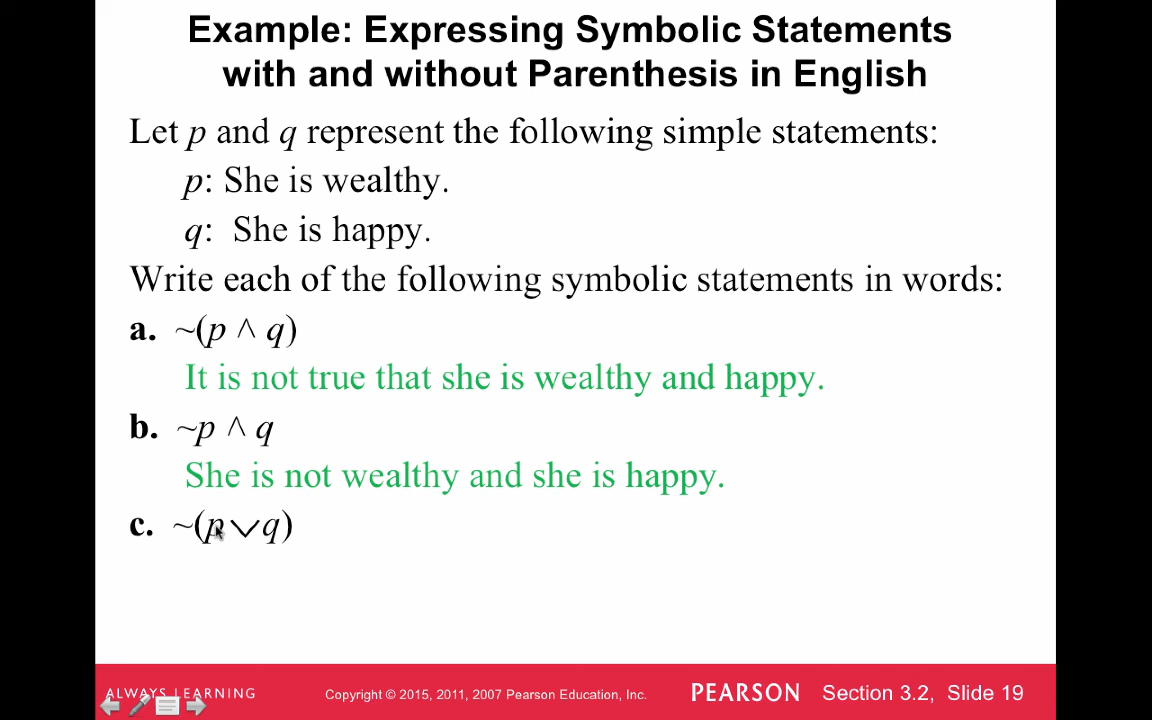 Example: Expressing Symbolic Statements
with and without Parenthesis in English
Let p and q represent the following simple statements:
p: She is wealthy.
q: She is happy.
Write each of the following symbolic statements in words:
a. ~(p ∧ q)
It is not true that she is wealthy and happy.
b. ~p ∧ q
She is not wealthy and she is happy.
c. ~(p ∨ q)
ALWAYS LEARNING
Copyright © 2015, 2011, 2007 Pearson Education, Inc.
PEARSON
Section 3.2, Slide 19